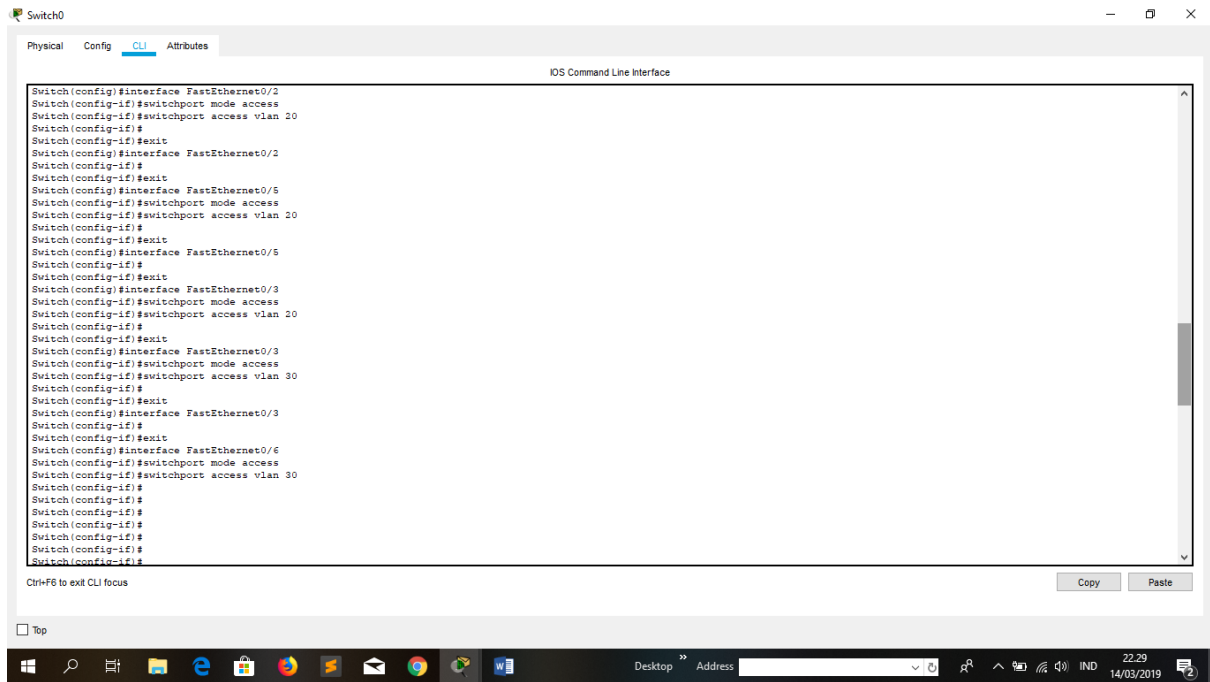 Switch0
Physical Config CLI Attributes
IOS Command Line Interface
Switch(config)#interface FastEthernet0/2
Switch(config-if)#switchport mode access
Switch(config-if)#switchport access vlan 20
Switch(config-if)#
Switch(config-if)#exit
Switch(config)#interface FastEthernet0/2
Switch(config-if)#
Switch(config-if)#exit
Switch(config)#interface FastEthernet0/5
Switch(config-if)#switchport mode access
Switch(config-if)#switchport access vlan 20
Switch(config-if)#
Switch(config-if)#exit
Switch(config)#interface FastEthernet0/5
Switch(config-if)#
Switch(config-if)#exit
Switch(config)#interface FastEthernet0/3
Switch(config-if)#switchport mode access
Switch(config-if)#switchport access vlan 20
Switch(config-if)#
Switch(config-if)#exit
Switch(config)#interface FastEthernet0/3
Switch(config-if)#switchport mode access
Switch(config-if)#switchport access vlan 30
Switch(config-if)#
Switch(config-if)#exit
Switch(config)#interface FastEthernet0/3
Switch(config-if)#
Switch(config-if)#exit
Switch(config)#interface FastEthernet0/6
Switch(config-if)#switchport mode access
Switch(config-if)#switchport access vlan 30
Switch(config-if)#
Switch(config-if)#
Switch(config-if)#
Switch(config-if)#
Switch(config-if)#
Switch(config-if)#
Switch(config-if)#
Ctrl+F6 to exit CLI focus
Copy Paste
Top
Desktop » Address IND 22.29
14/03/2019